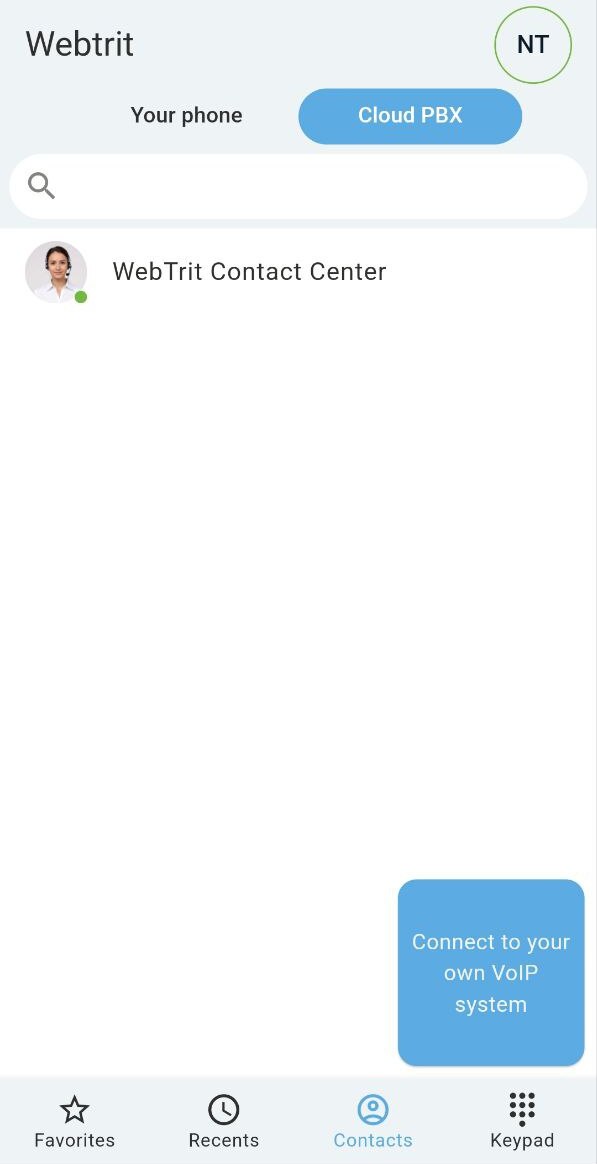 Webtrit
NT
Your phone
Cloud PBX
WebTrit Contact Center
Connect to your
own VoIP
system
Favorites
Recents
Contacts
Keypad